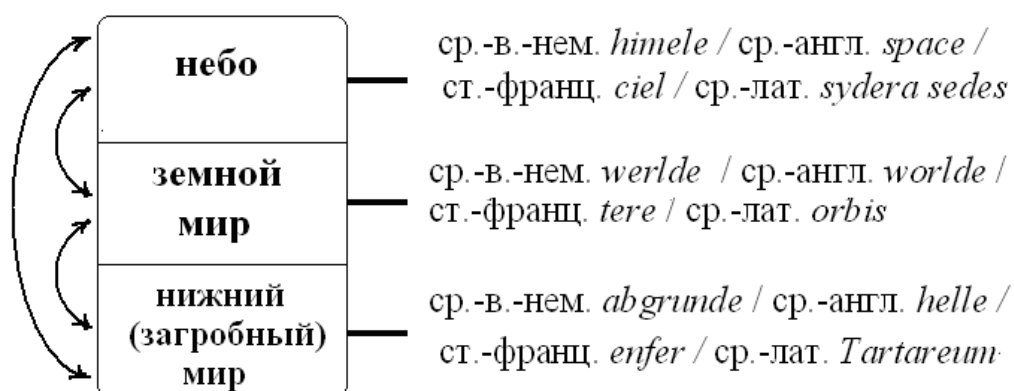 небо
ср.-в.-нем. himele / ср.-англ. space /
ст.-франц. ciel / ср.-лат. sydera sedes
земной
мир
ср.-в.-нем. werlde / ср.-англ. worlde /
ст.-франц. tere / ср.-лат. orbis
нижний
(загробный)
мир
ср.-в.-нем. abgrunde / ср.-англ. helle /
ст.-франц. enfer / ср.-лат. Tartareum